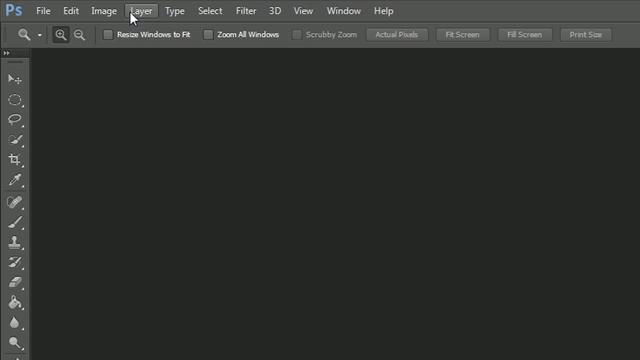 Ps File Edit Image Layer Type Select Filter 3D View Window Help
Resize Windows to Fit Zoom All Windows Scrubby Zoom Actual Pixels Fit Screen Fill Screen Print Size